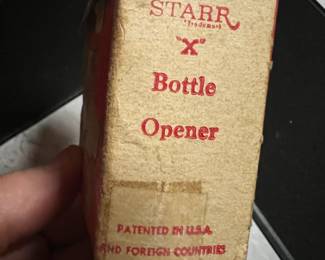 STARR
"Trademark"
"X"
Bottle
Opener
PATENTED IN U.S.A.
AND FOREIGN COUNTRIES